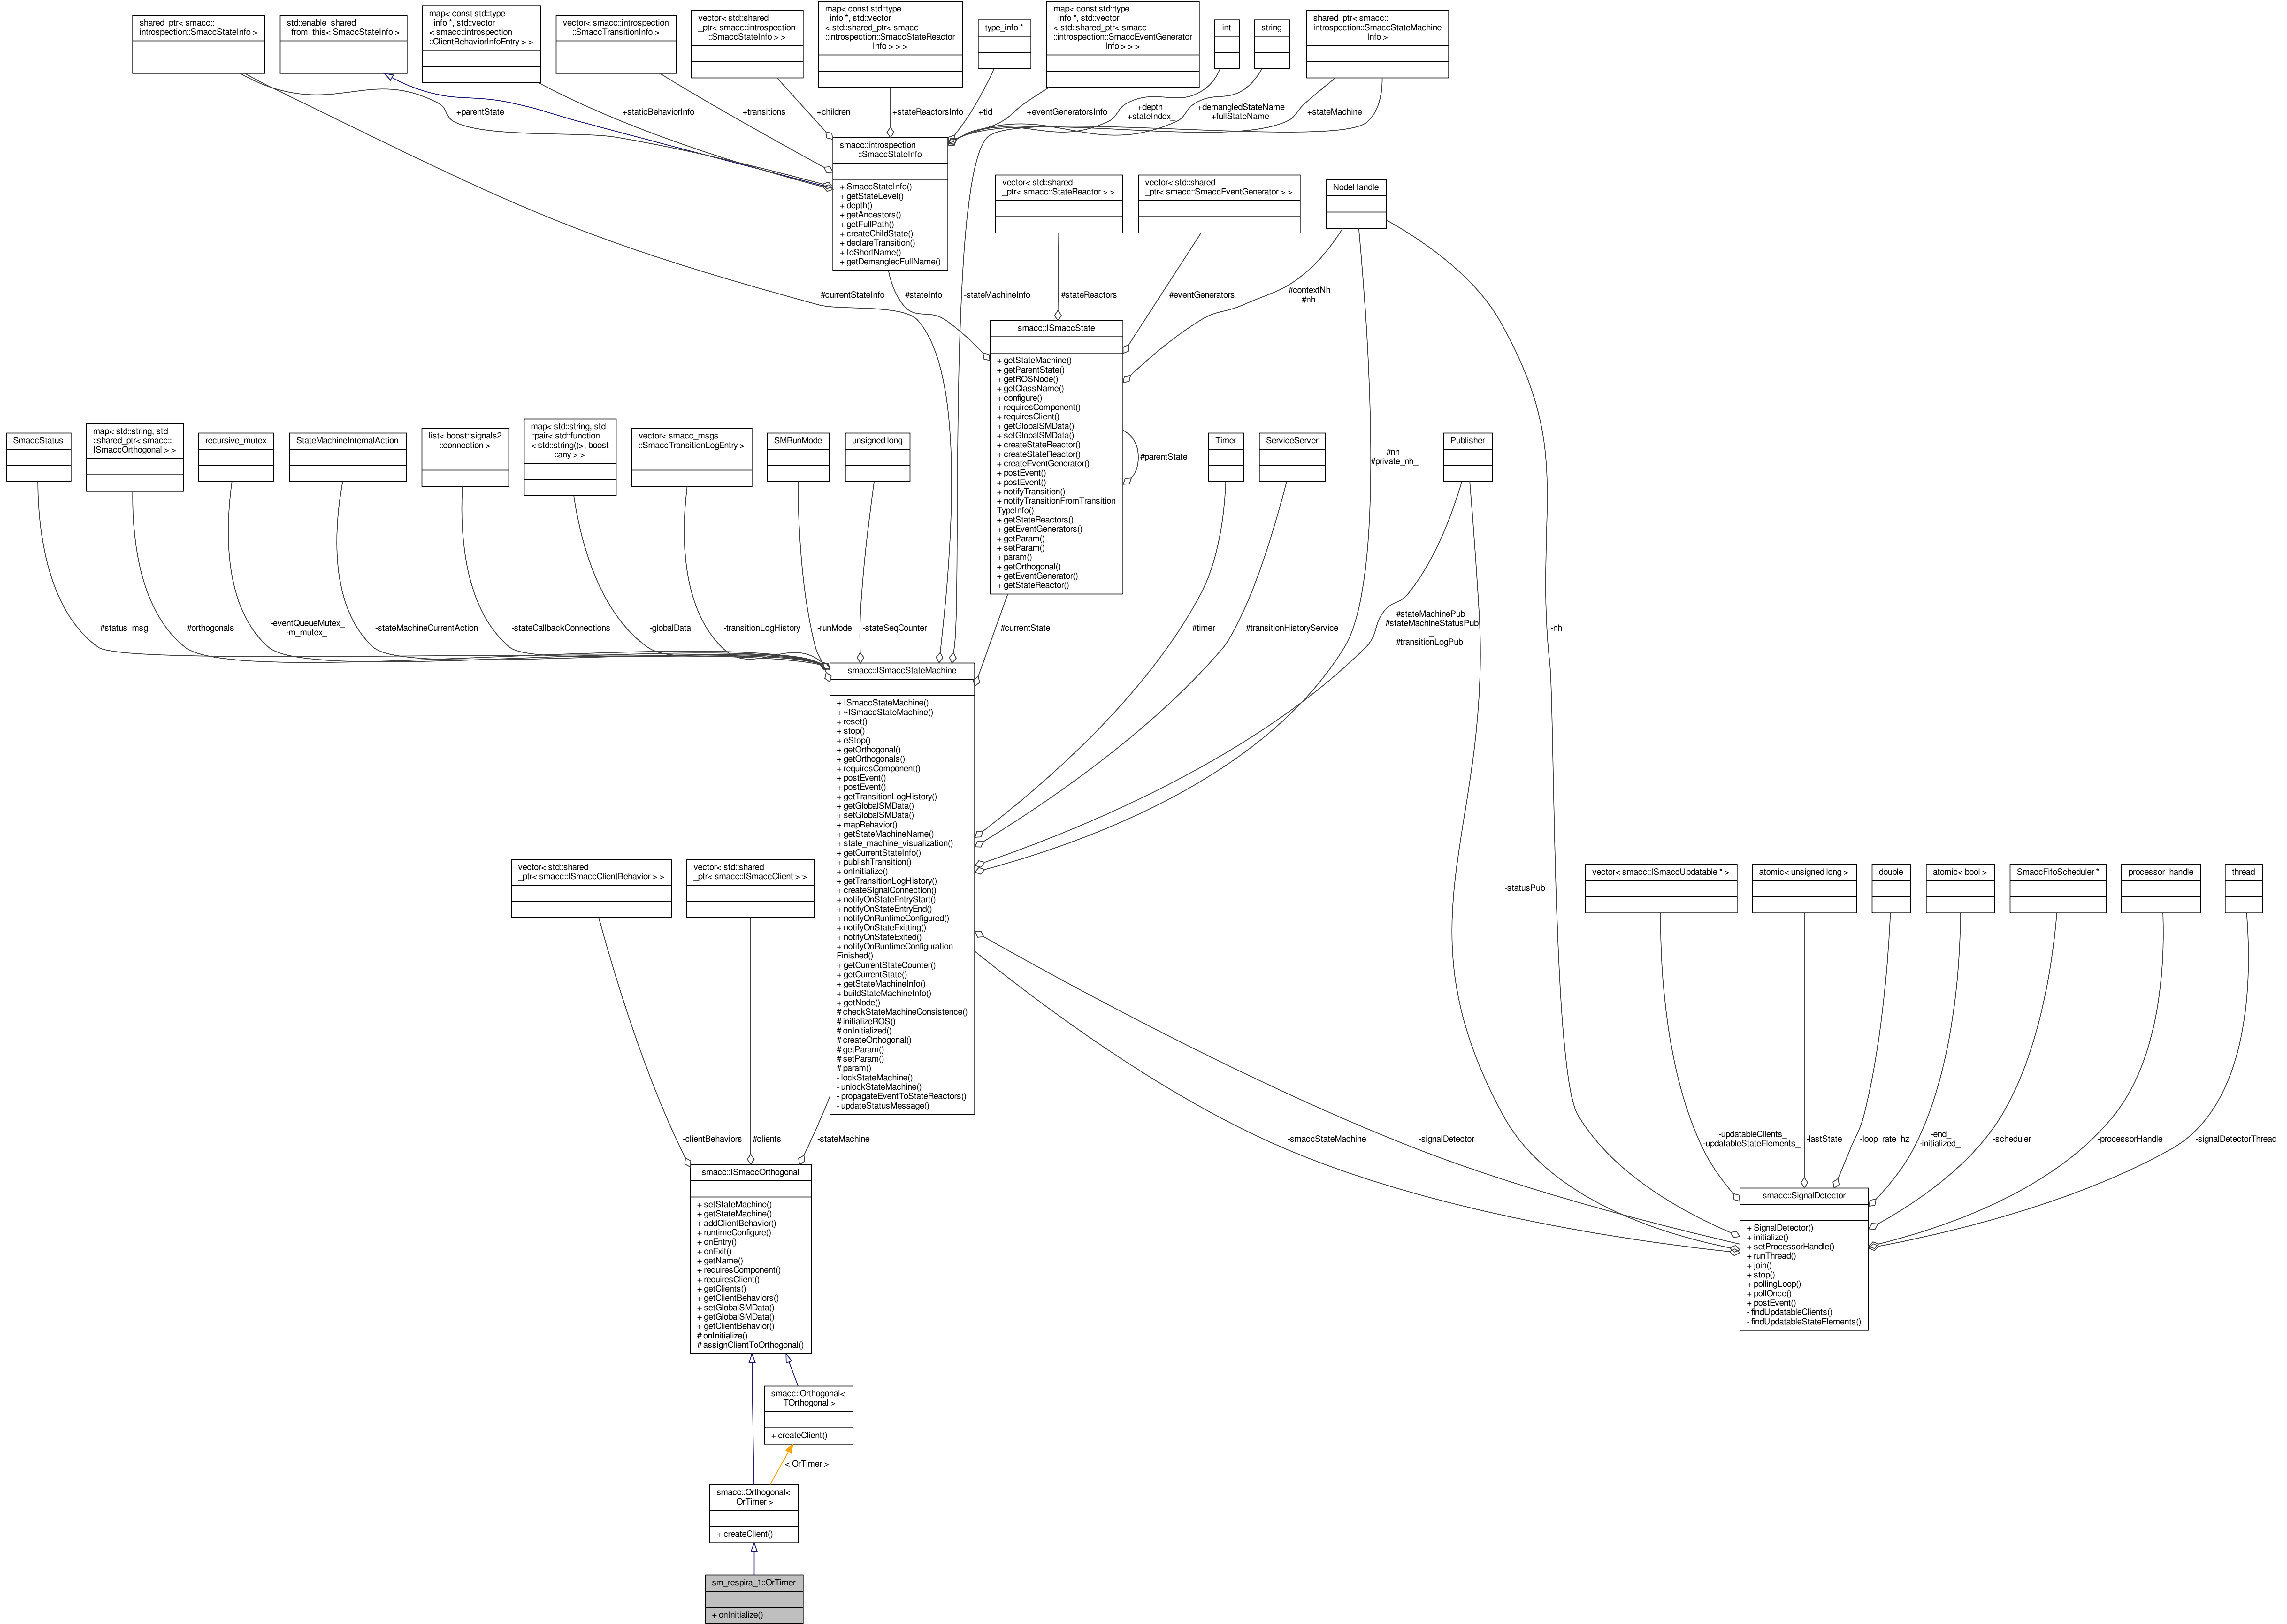 shared_ptr< smacc::
introspection::SmaccStateInfo >
std::enable_shared
_from_this< SmaccStateInfo >
map< const std::type
_info *, std::vector
< smacc::introspection
::ClientBehaviorInfoEntry > >
vector< smacc::introspection
::SmaccTransitionInfo >
vector< std::shared
_ptr< smacc::introspection
::SmaccStateInfo > >
map< const std::type
_info *, std::vector
< std::shared_ptr< smacc
::introspection::SmaccStateReactor
Info > > >
type_info *
map< const std::type
_info *, std::vector
< std::shared_ptr< smacc
::introspection::SmaccEventGenerator
Info > > >
int
string
shared_ptr< smacc::
introspection::SmaccStateMachine
Info >
+parentState_
+staticBehaviorInfo
+transitions_
+children_
+stateReactorsInfo
+tid_
+eventGeneratorsInfo
+depth_
+stateIndex_
+demangledStateName
+fullStateName
+stateMachine_
smacc::introspection
::SmaccStateInfo
+ SmaccStateInfo()
+ getStateLevel()
+ depth()
+ getAncestors()
+ getFullPath()
+ createChildState()
+ declareTransition()
+ toShortName()
+ getDemangledFullName()
vector< std::shared
_ptr< smacc::StateReactor > >
vector< std::shared
_ptr< smacc::SmaccEventGenerator > >
NodeHandle
#currentStateInfo_
#stateInfo_
-stateMachineInfo_
#stateReactors_
#eventGenerators_
#contextNh
#nh
smacc::ISmaccState
+ getStateMachine()
+ getParentState()
+ getROSNode()
+ getClassName()
+ configure()
+ requiresComponent()
+ requiresClient()
+ getGlobalSMData()
+ setGlobalSMData()
+ createStateReactor()
+ createStateReactor()
+ createEventGenerator()
+ postEvent()
+ postEvent()
+ notifyTransition()
+ notifyTransitionFromTransition
TypeInfo()
+ getStateReactors()
+ getEventGenerators()
+ getParam()
+ setParam()
+ param()
+ getOrthogonal()
+ getEventGenerator()
+ getStateReactor()
#parentState_
SmaccStatus
map< std::string, std
::shared_ptr< smacc::
ISmaccOrthogonal > >
recursive_mutex
StateMachineInternalAction
list< boost::signals2
::connection >
map< std::string, std
::pair< std::function
< std::string()>, boost
::any > >
vector< smacc_msgs
::SmaccTransitionLogEntry >
SMRunMode
unsigned long
Timer
ServiceServer
Publisher
#nh_
#private_nh_
#status_msg_
#orthogonals_
-eventQueueMutex_
-m_mutex_
-stateMachineCurrentAction
-stateCallbackConnections
-globalData_
-transitionLogHistory_
-runMode_
-stateSeqCounter_
#currentState_
#timer_
#transitionHistoryService_
#stateMachinePub_
#stateMachineStatusPub
_
#transitionLogPub_
-nh_
smacc::ISmaccStateMachine
+ ISmaccStateMachine()
+ ~ISmaccStateMachine()
+ reset()
+ stop()
+ eStop()
+ getOrthogonal()
+ getOrthogonals()
+ requiresComponent()
+ postEvent()
+ postEvent()
+ getTransitionLogHistory()
+ getGlobalSMData()
+ setGlobalSMData()
+ mapBehavior()
+ getStateMachineName()
+ state_machine_visualization()
+ getCurrentStateInfo()
+ publishTransition()
+ onInitialize()
+ getTransitionLogHistory()
+ createSignalConnection()
+ notifyOnStateEntryStart()
+ notifyOnStateEntryEnd()
+ notifyOnRuntimeConfigured()
+ notifyOnStateExitting()
+ notifyOnStateExited()
+ notifyOnRuntimeConfiguration
Finished()
+ getCurrentStateCounter()
+ getCurrentState()
+ getStateMachineInfo()
+ buildStateMachineInfo()
+ getNode()
# checkStateMachineConsistence()
# initializeROS()
# onInitialized()
# createOrthogonal()
# getParam()
# setParam()
# param()
- lockStateMachine()
- unlockStateMachine()
- propagateEventToStateReactors()
- updateStatusMessage()
vector< std::shared
_ptr< smacc::ISmaccClientBehavior > >
vector< std::shared
_ptr< smacc::ISmaccClient > >
-statusPub_
vector< smacc::ISmaccUpdatable * >
atomic< unsigned long >
double
atomic< bool >
SmaccFifoScheduler *
processor_handle
thread
-clientBehaviors_
#clients_
-stateMachine_
-smaccStateMachine_
-signalDetector_
-updatableClients_
-updatableStateElements_
-lastState_
-loop_rate_hz
-end_
-initialized_
-scheduler_
-processorHandle_
-signalDetectorThread_
smacc::ISmaccOrthogonal
+ setStateMachine()
+ getStateMachine()
+ addClientBehavior()
+ runtimeConfigure()
+ onEntry()
+ onExit()
+ getName()
+ requiresComponent()
+ requiresClient()
+ getClients()
+ getClientBehaviors()
+ setGlobalSMData()
+ getGlobalSMData()
+ getClientBehavior()
# onInitialize()
# assignClientToOrthogonal()
smacc::SignalDetector
+ SignalDetector()
+ initialize()
+ setProcessorHandle()
+ runThread()
+ join()
+ stop()
+ pollingLoop()
+ pollOnce()
+ postEvent()
- findUpdatableClients()
- findUpdatableStateElements()
smacc::Orthogonal<
TOrthogonal >
+ createClient()
< OrTimer >
smacc::Orthogonal<
OrTimer >
+ createClient()
sm_respira_1::OrTimer
+ onInitialize()